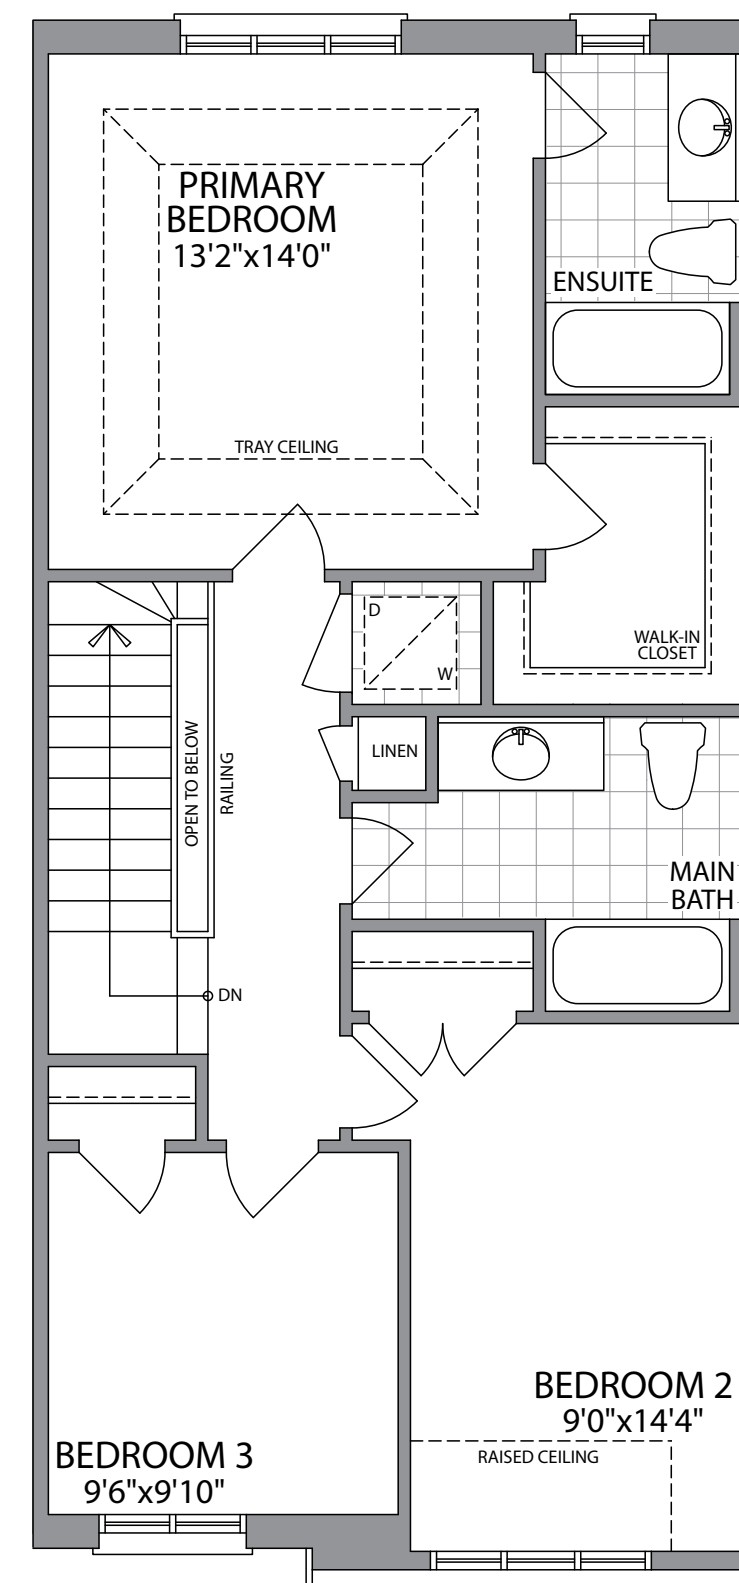 PRIMARY
BEDROOM
13'2"x14'0"
ENSUITE
TRAY CEILING
D
W
WALK-IN
CLOSET
LINEN
OPEN TO BELOW
RAILING
MAIN
BATH
DN
BEDROOM 2
9'0"x14'4"
RAISED CEILING
BEDROOM 3
9'6"x9'10"